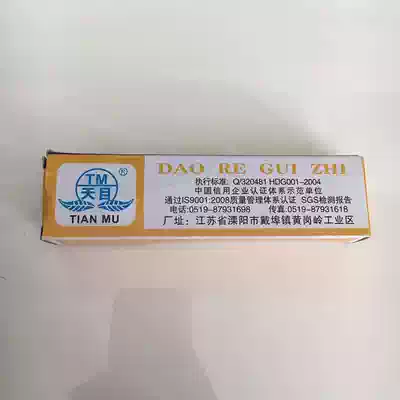 TM
天目
®
TIAN MU
DAO RE GUI ZHI
执行标准: Q/320481 HDG001-2004
中国信用企业认证体系示范单位
通过IS9001:2008质量管理体系认证 SGS检测报告
电话:0519-87931698 传真:0519-87931618
厂址：江苏省溧阳市戴埠镇黄岗岭工业区